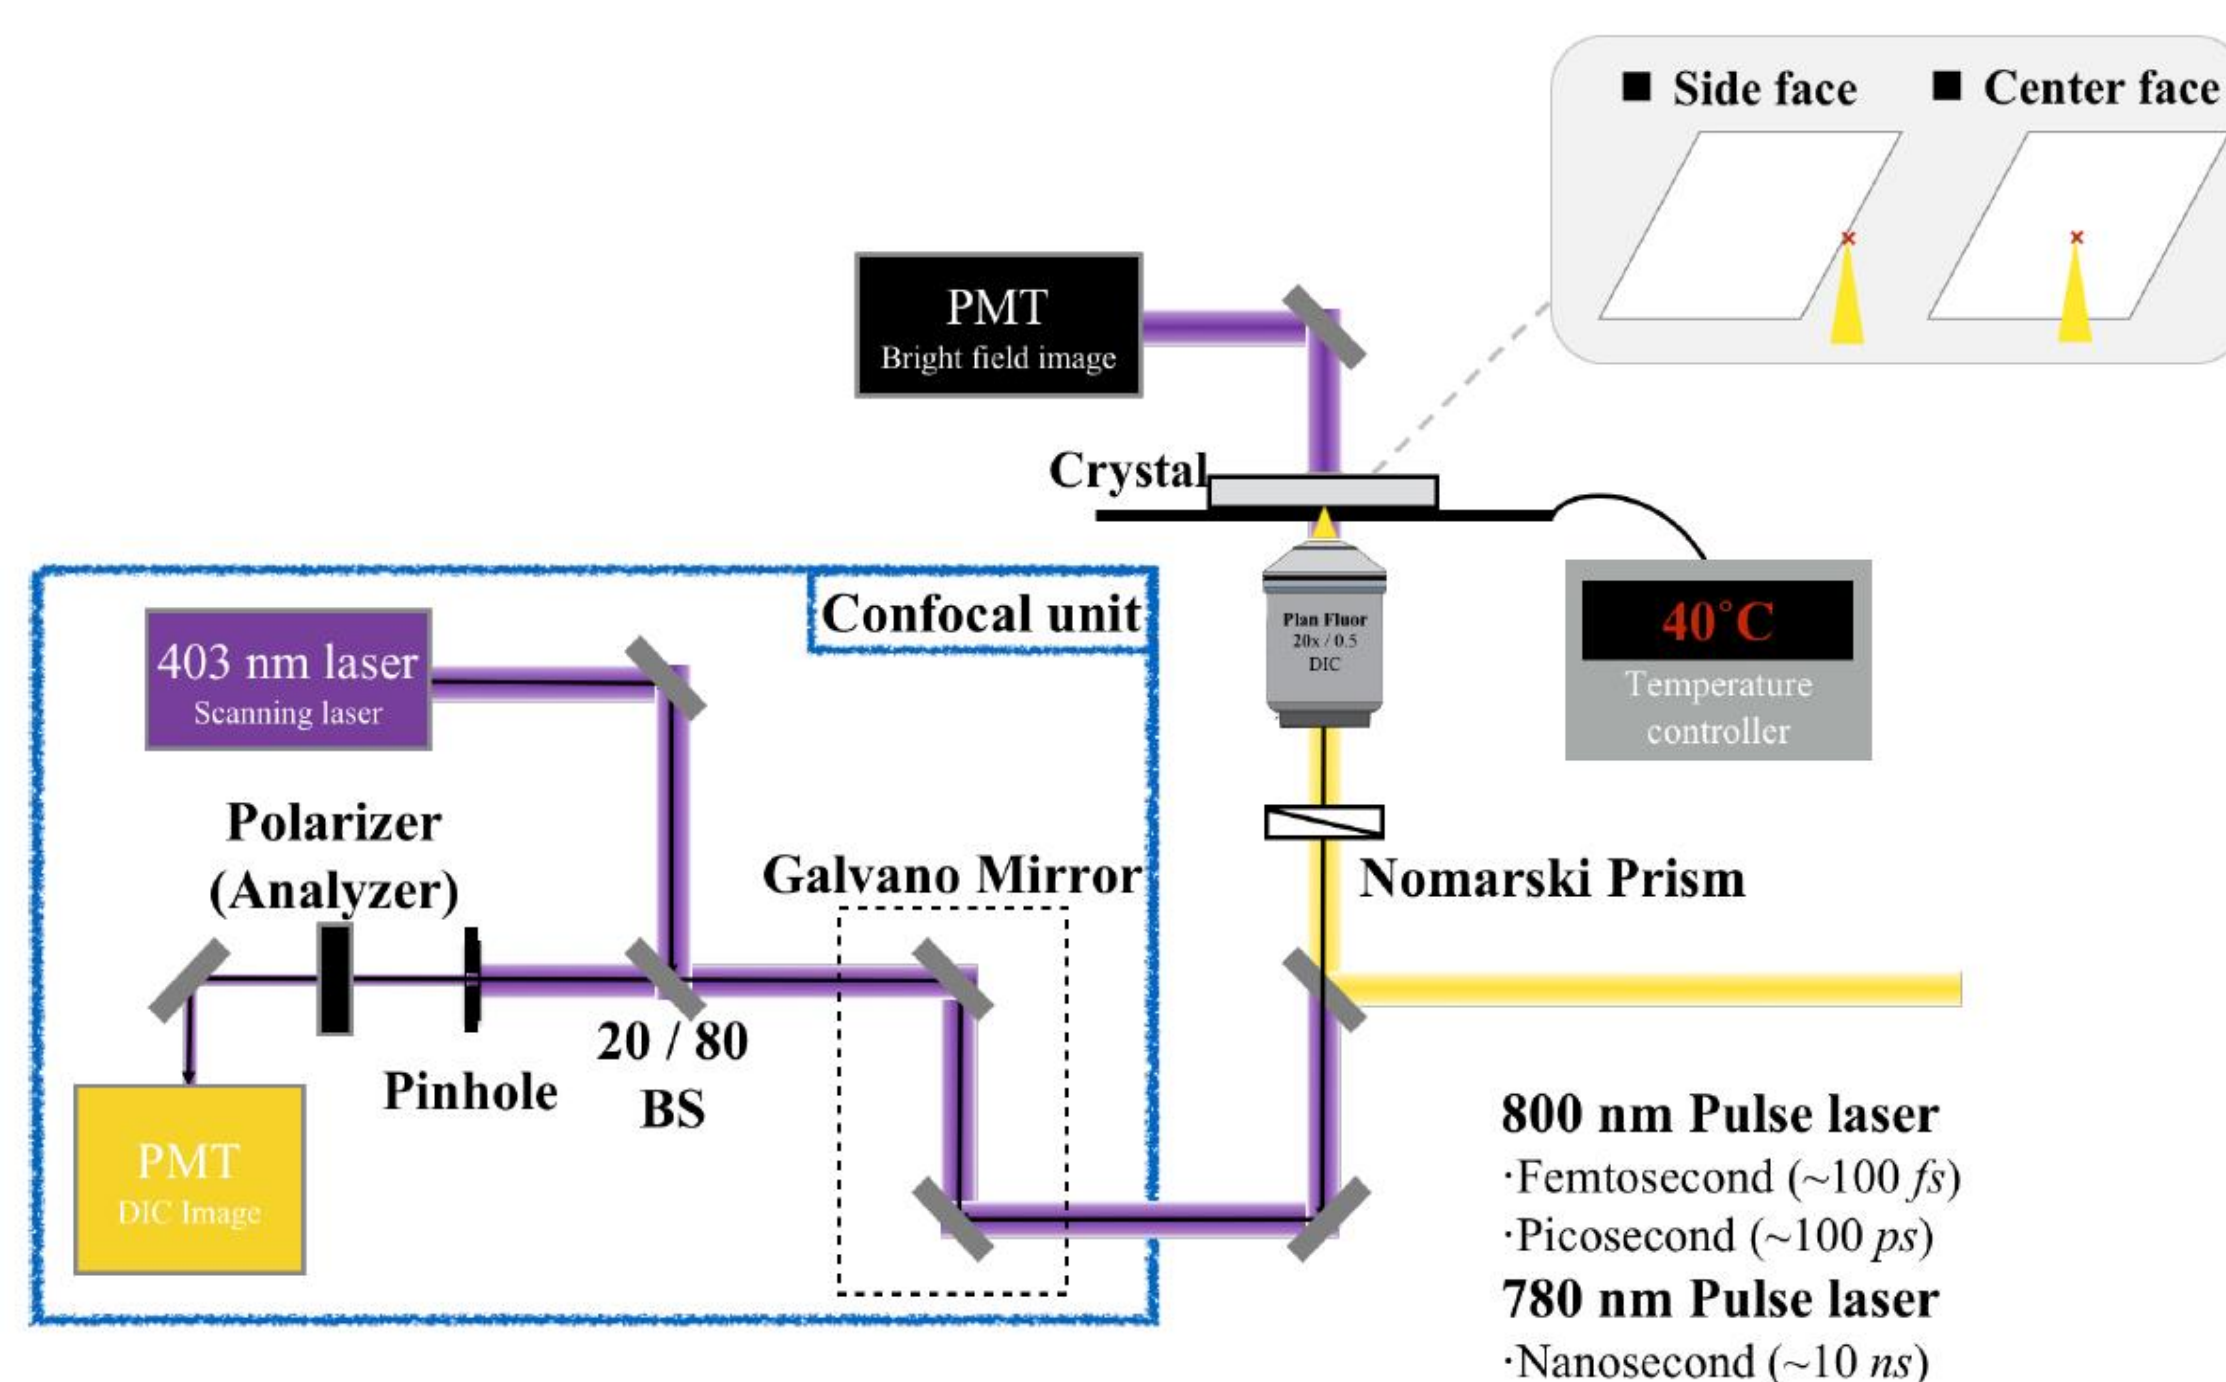 ■ Side face
■ Center face
PMT
Bright field image
Crystal
Confocal unit
403 nm laser
Scanning laser
Plan Fluor
20x / 0.5
DIC
40°C
Temperature
controller
Polarizer
(Analyzer)
Galvano Mirror
Nomarski Prism
20 / 80
BS
Pinhole
PMT
DIC Image
800 nm Pulse laser
·Femtosecond (~100 fs)
·Picosecond (~100 ps)
780 nm Pulse laser
·Nanosecond (~10 ns)